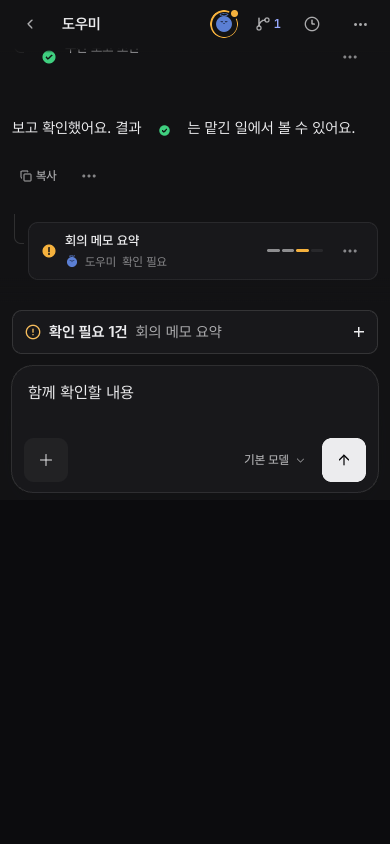 도우미
1
보고 확인했어요. 결과 는 맡긴 일에서 볼 수 있어요.
복사
회의 메모 요약
도우미 확인 필요
확인 필요 1건 회의 메모 요약
함께 확인할 내용
기본 모델